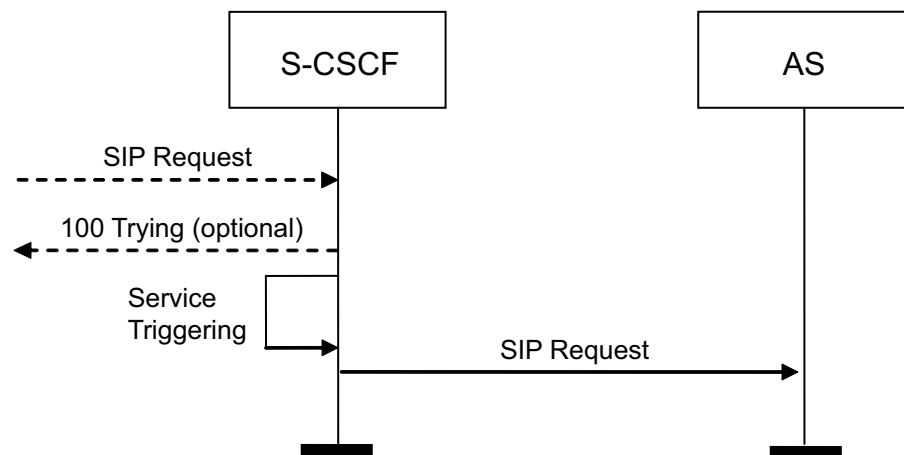 S-CSCF
AS
SIP Request
100 Trying (optional)
Service
Triggering
SIP Request